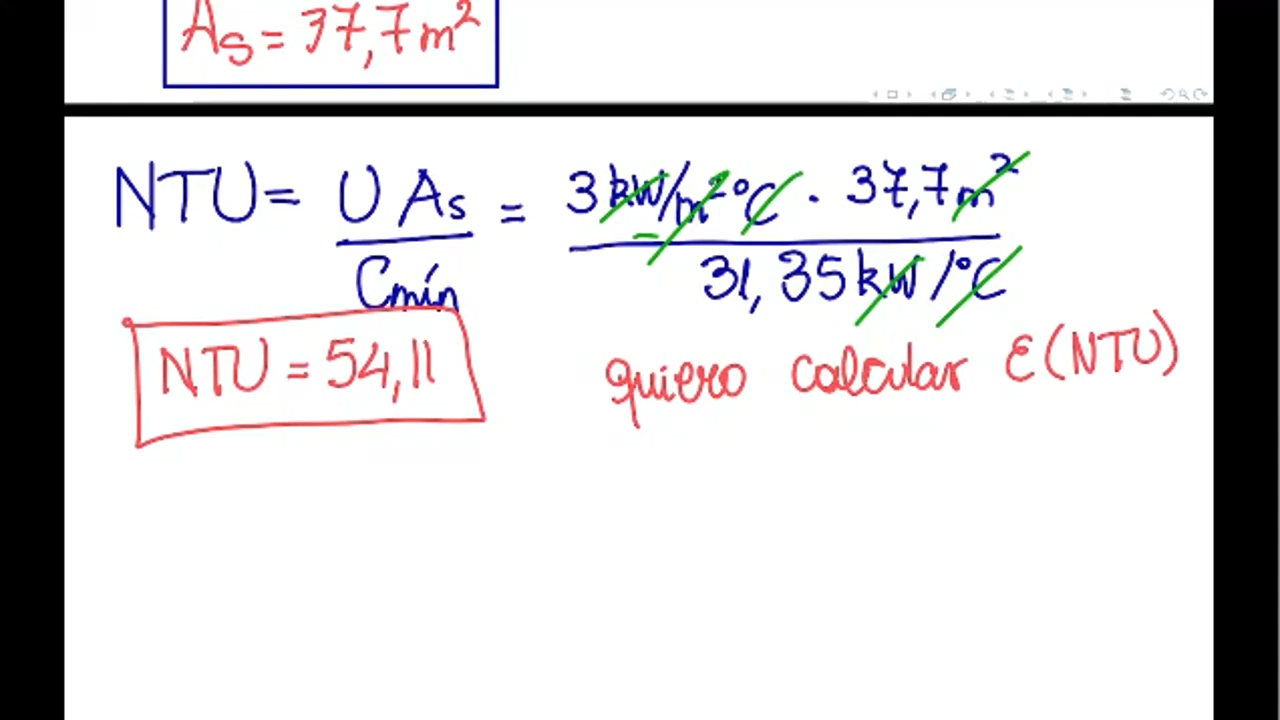 As = 37,7 m²
NTU = U As / Cmín = 3 kW/m² °C · 37,7 m² / 31,35 kW/°C
NTU = 54,11
quiero calcular Ɛ(NTU)